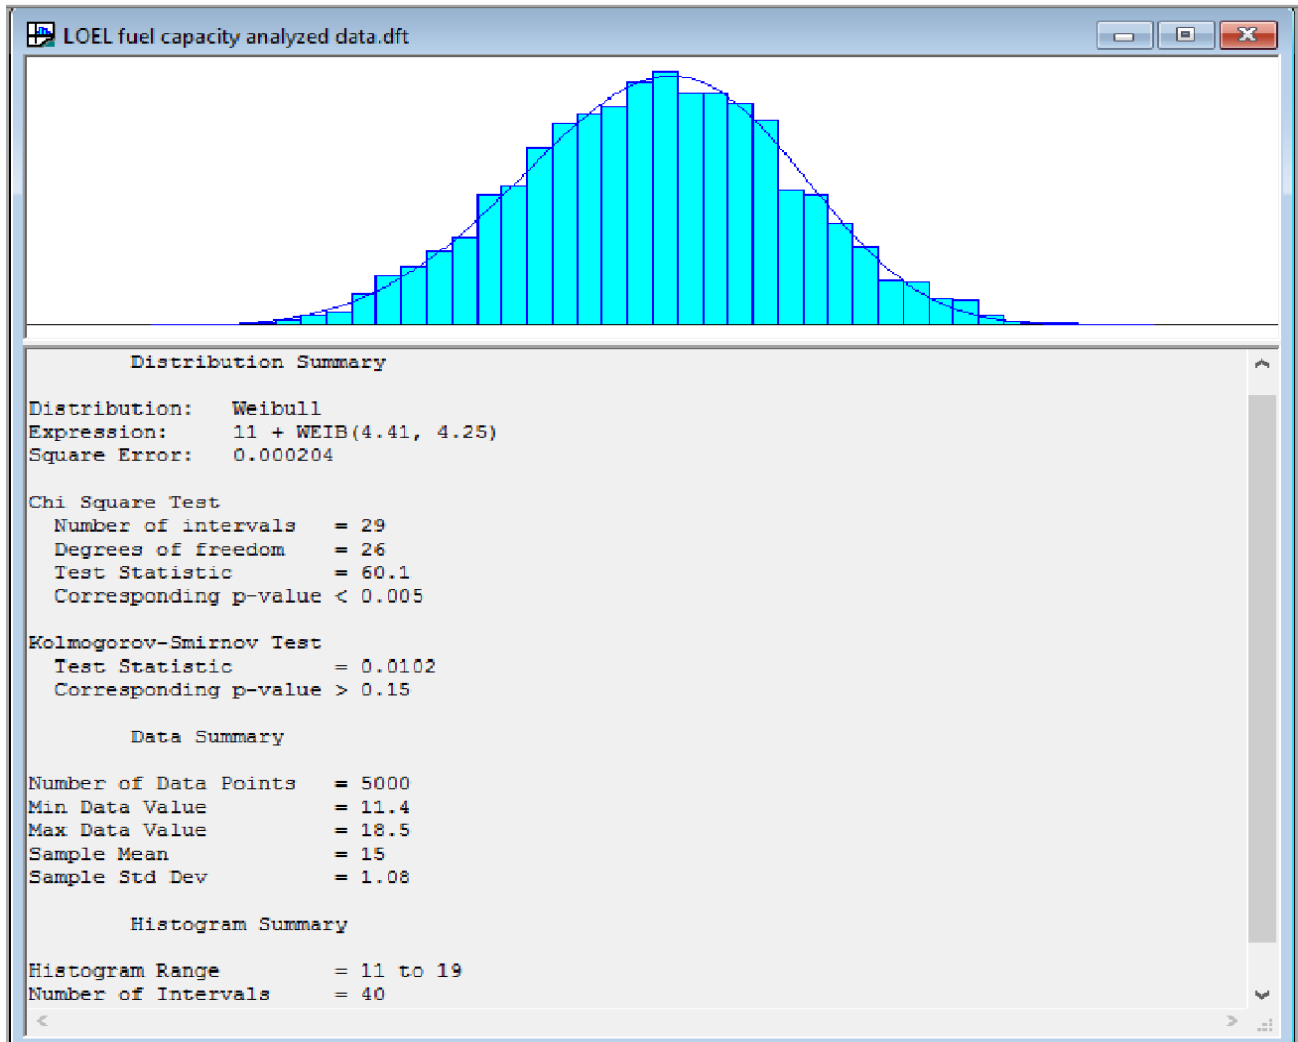 LOEL fuel capacity analyzed data.dft
Distribution Summary
Distribution: Weibull
Expression: 11 + WEIB(4.41, 4.25)
Square Error: 0.000204
Chi Square Test
Number of intervals = 29
Degrees of freedom = 26
Test Statistic = 60.1
Corresponding p-value < 0.005
Kolmogorov-Smirnov Test
Test Statistic = 0.0102
Corresponding p-value > 0.15
Data Summary
Number of Data Points = 5000
Min Data Value = 11.4
Max Data Value = 18.5
Sample Mean = 15
Sample Std Dev = 1.08
Histogram Summary
Histogram Range = 11 to 19
Number of Intervals = 40